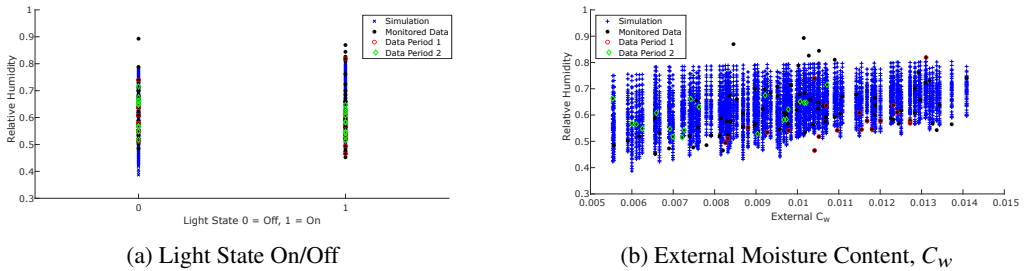 1
0.9
0.8
0.7
0.6
0.5
0.4
0.3
Relative Humidity
0
1
Light State 0 = Off, 1 = On
Simulation
Monitored Data
Data Period 1
Data Period 2
(a) Light State On/Off
1
0.9
0.8
0.7
0.6
0.5
0.4
0.3
Relative Humidity
0.005 0.006 0.007 0.008 0.009 0.01 0.011 0.012 0.013 0.014 0.015
External C_w
Simulation
Monitored Data
Data Period 1
Data Period 2
(b) External Moisture Content, C_w